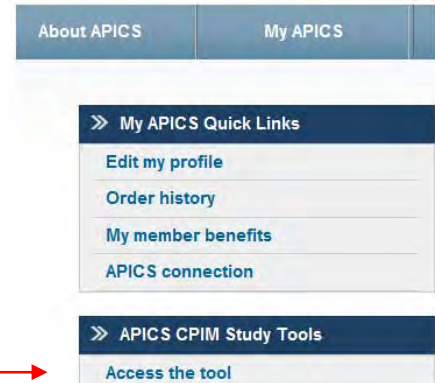 About APICS My APICS
» My APICS Quick Links
Edit my profile
Order history
My member benefits
APICS connection
» APICS CPIM Study Tools
Access the tool